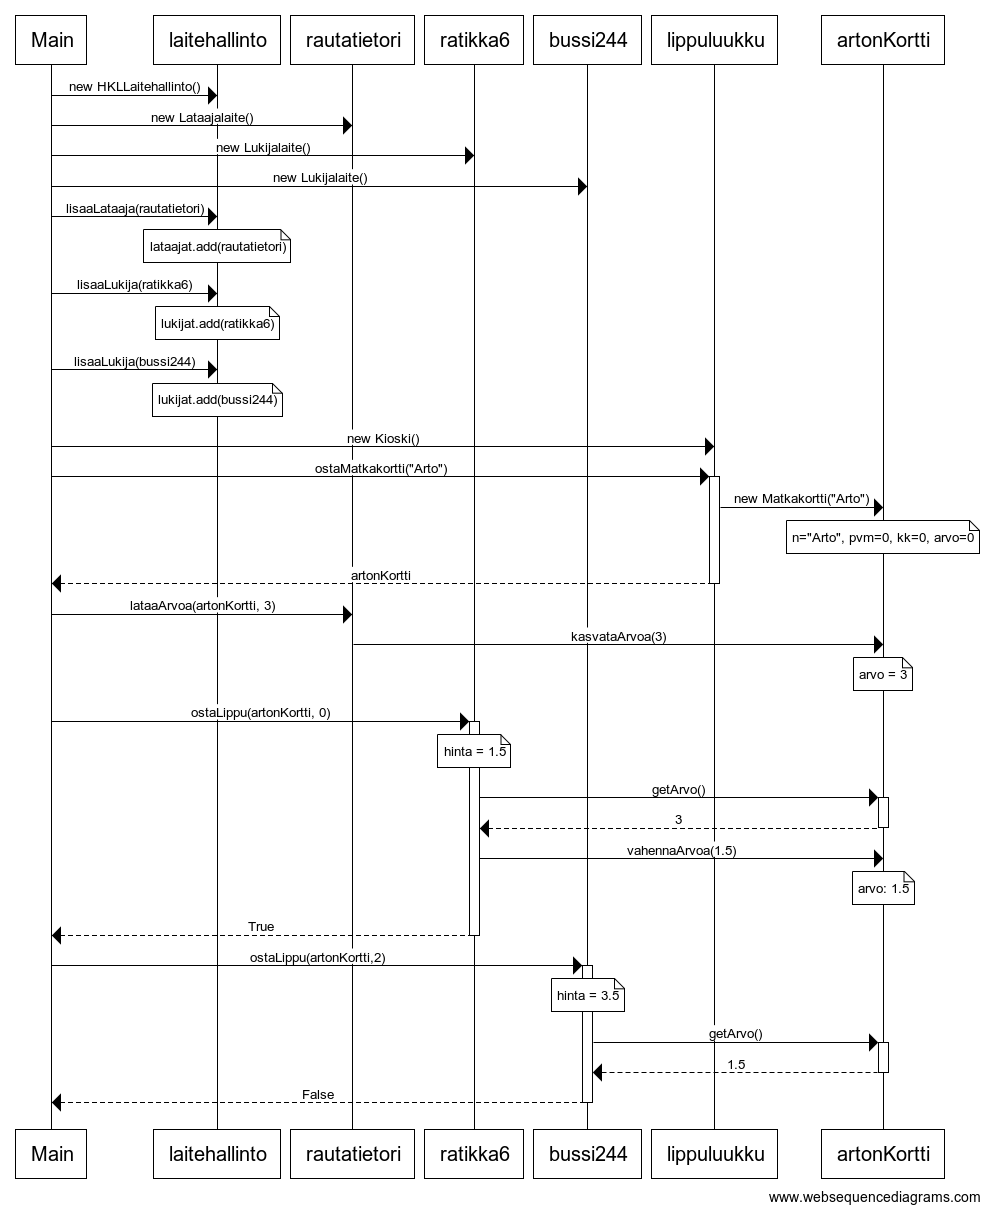 Main
laitehallinto
rautatietori
ratikka6
bussi244
lippuluukku
artonKortti
new HKLLaitehallinto()
new Lataajalaite()
new Lukijalaite()
new Lukijalaite()
lisaaLataaja(rautatietori)
lataajat.add(rautatietori)
lisaaLukija(ratikka6)
lukijat.add(ratikka6)
lisaaLukija(bussi244)
lukijat.add(bussi244)
new Kioski()
ostaMatkakortti("Arto")
new Matkakortti("Arto")
n="Arto", pvm=0, kk=0, arvo=0
artonKortti
lataaArvoa(artonKortti, 3)
kasvataArvoa(3)
arvo = 3
ostaLippu(artonKortti, 0)
hinta = 1.5
getArvo()
3
vahennaArvoa(1.5)
arvo: 1.5
True
ostaLippu(artonKortti,2)
hinta = 3.5
getArvo()
1.5
False
Main
laitehallinto
rautatietori
ratikka6
bussi244
lippuluukku
artonKortti
www.websequencediagrams.com